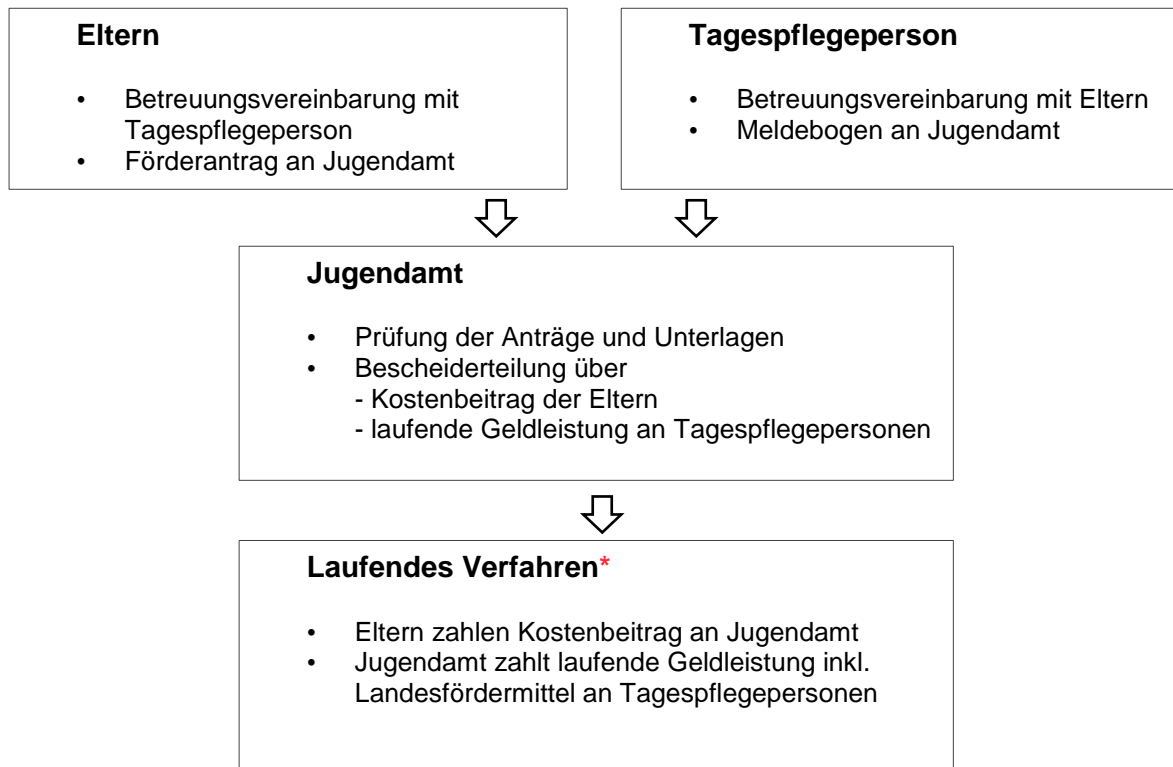 Eltern
• Betreuungsvereinbarung mit
Tagespflegeperson
• Förderantrag an Jugendamt
Tagespflegeperson
• Betreuungsvereinbarung mit Eltern
• Meldebogen an Jugendamt
Jugendamt
• Prüfung der Anträge und Unterlagen
• Bescheiderteilung über
- Kostenbeitrag der Eltern
- laufende Geldleistung an Tagespflegepersonen
Laufendes Verfahren*
• Eltern zahlen Kostenbeitrag an Jugendamt
• Jugendamt zahlt laufende Geldleistung inkl.
Landesfördermittel an Tagespflegepersonen